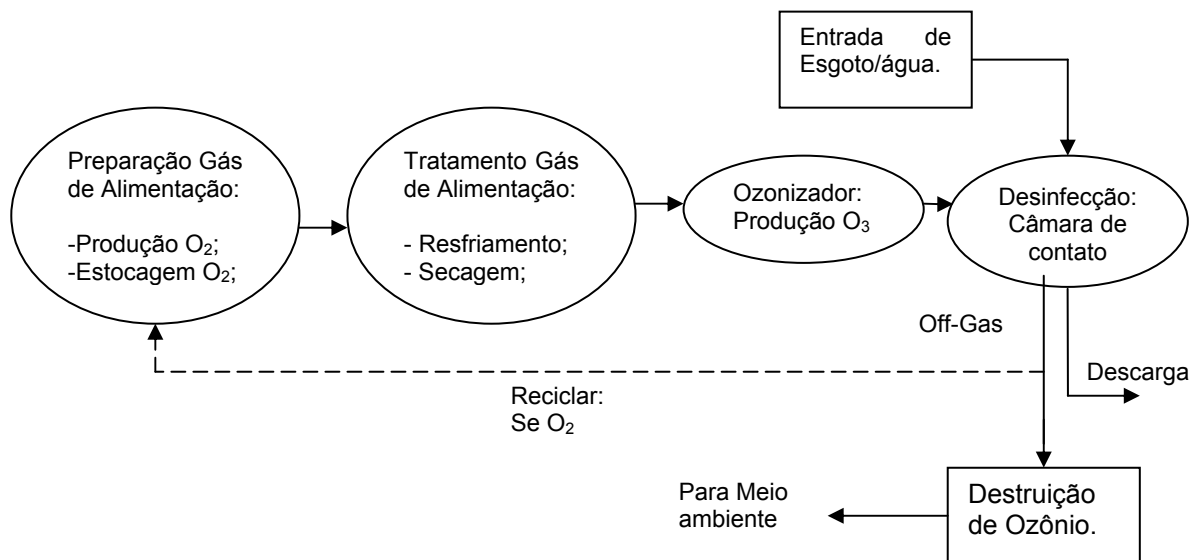 Entrada de
Esgoto/água.
Preparação Gás
de Alimentação:
-Produção O₂;
-Estocagem O₂;
Tratamento Gás
de Alimentação:
- Resfriamento;
- Secagem;
Ozonizador:
Produção O₃
Desinfecção:
Câmara de
contato
Off-Gas
Descarga
Reciclar:
Se O₂
Para Meio
ambiente
Destruição
de Ozônio.